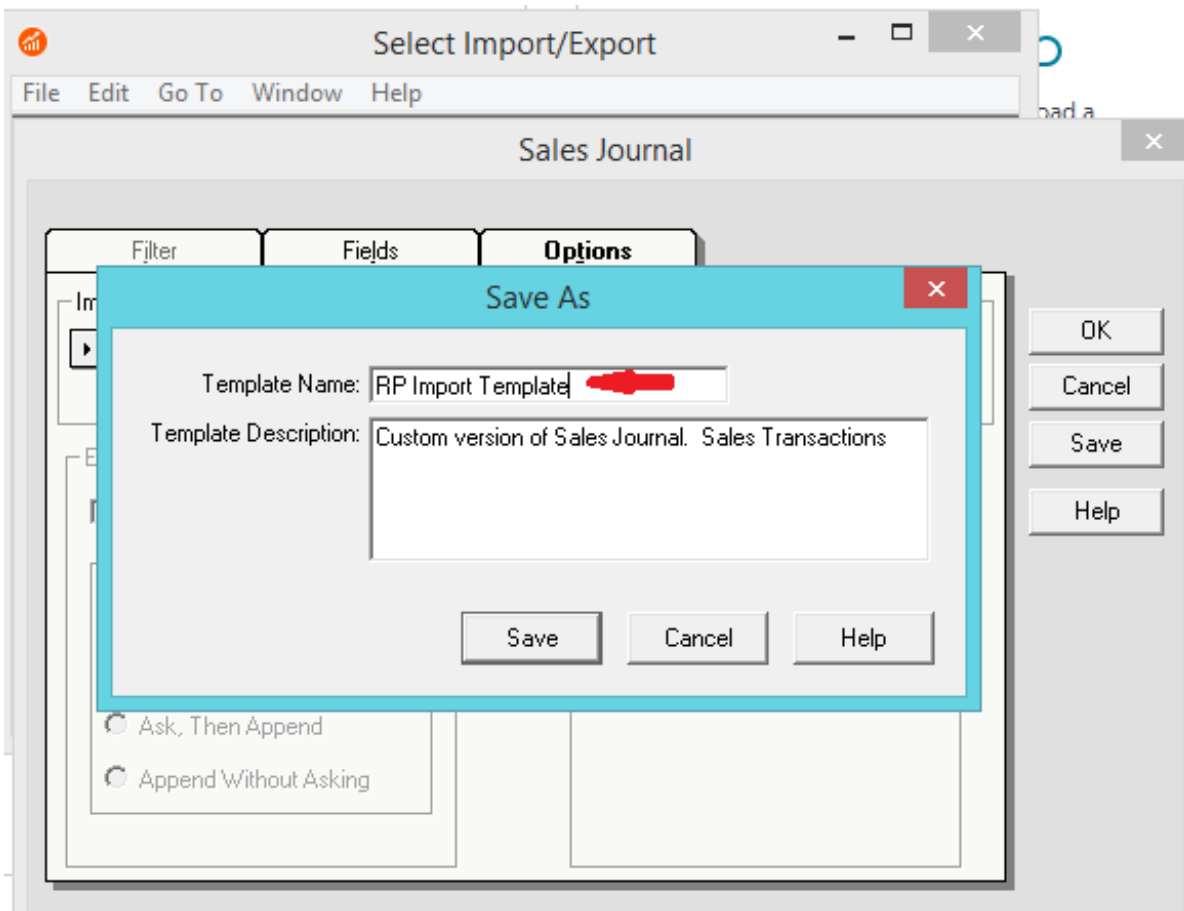 Select Import/Export
File Edit Go To Window Help
oad a
Sales Journal
Filter Fields Options
Save As
Im
OK
Template Name: RP Import Template
Cancel
Template Description: Custom version of Sales Journal. Sales Transactions
Save
E
Help
Save Cancel Help
Ask, Then Append
Append Without Asking